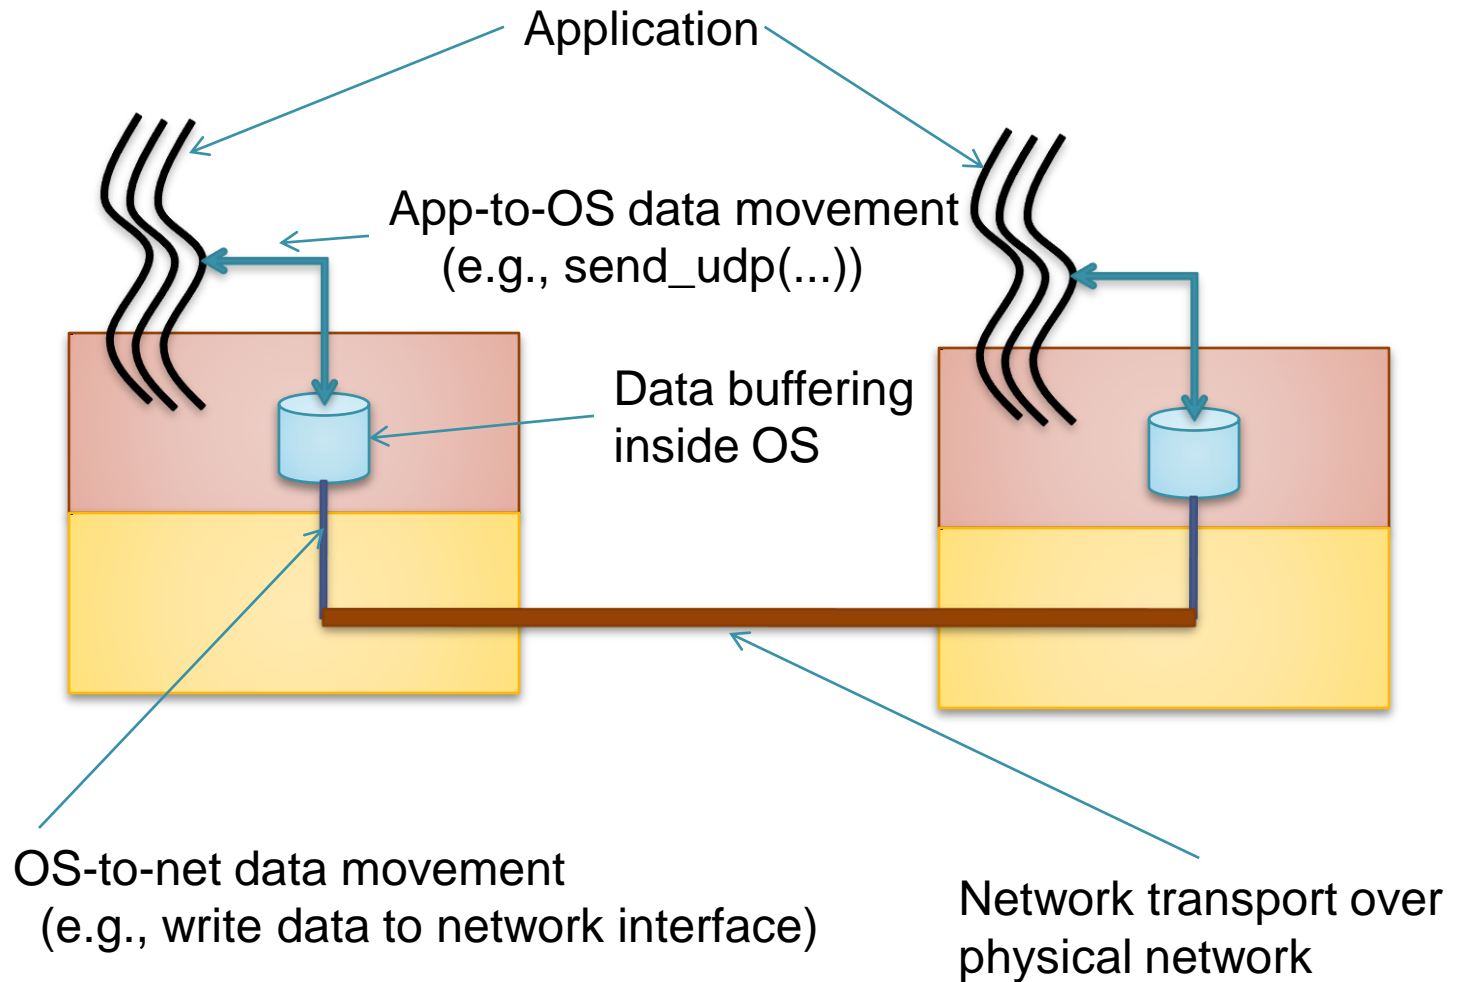 Application
App-to-OS data movement
(e.g., send_udp(...))
Data buffering
inside OS
OS-to-net data movement
(e.g., write data to network interface)
Network transport over
physical network